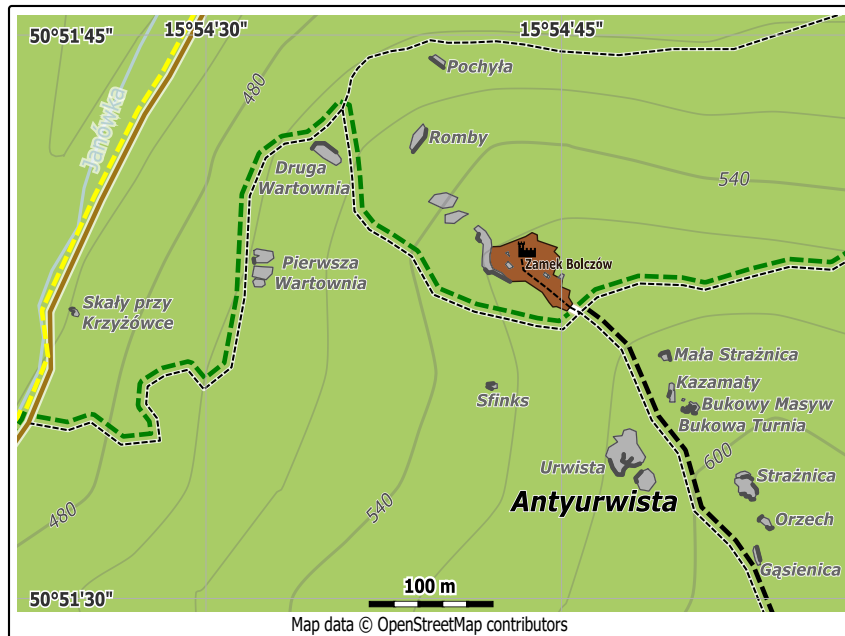 50°51'45"
15°54'30"
15°54'45"
Pochyła
480
Janówka
Romby
Druga
Wartownia
540
Pierwsza
Wartownia
Zamek Bolczów
Skały przy
Krzyżówce
Mała Strażnica
Kazamaty
Sfinks
Bukowy Masyw
Bukowa Turnia
600
Urwista
Strażnica
Antyurwista
480
540
Orzech
Gąsienica
50°51'30"
100 m
Map data © OpenStreetMap contributors